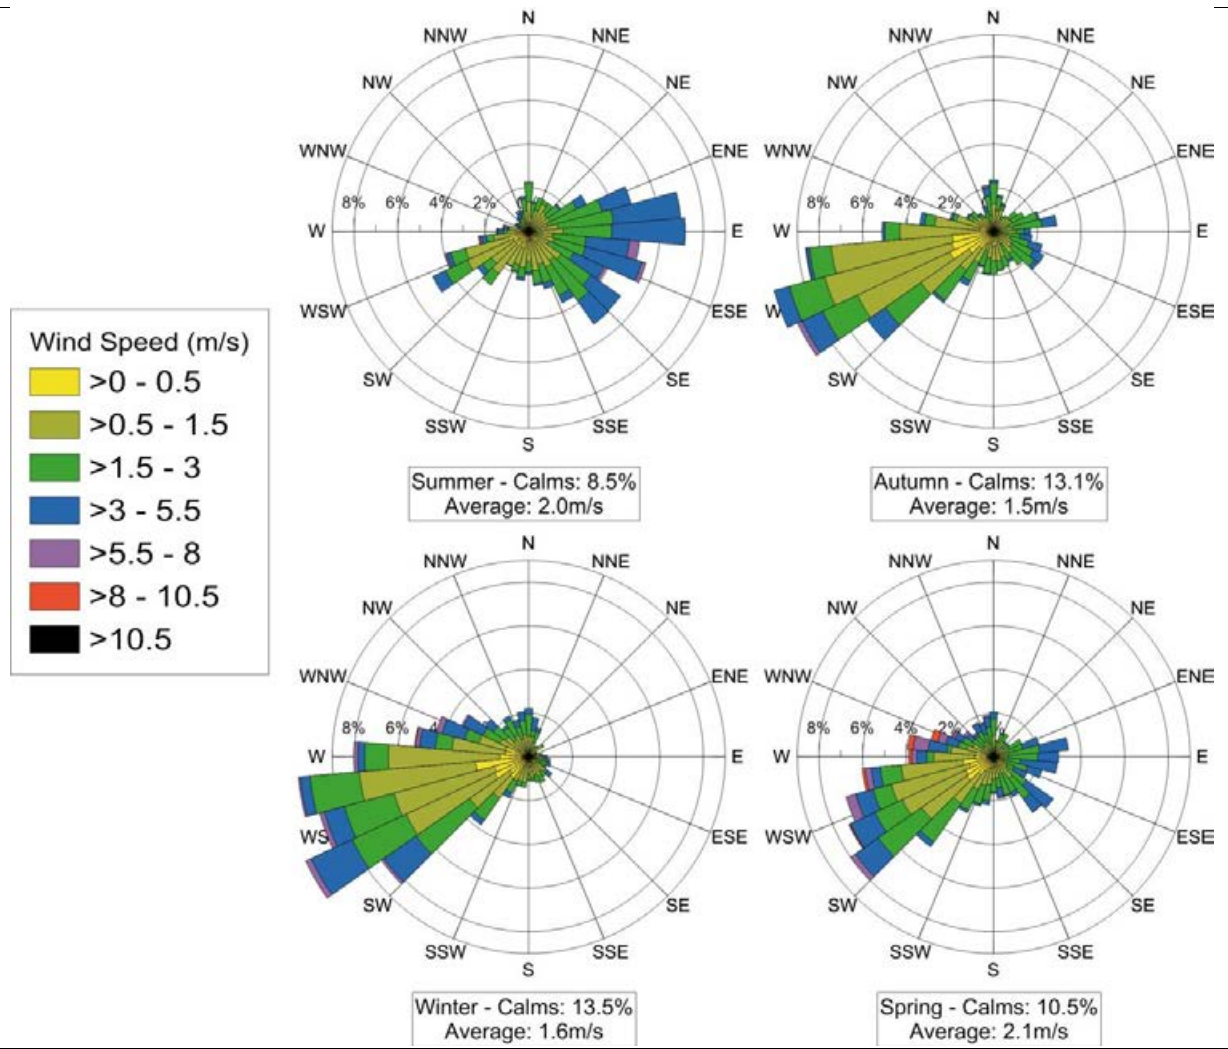 N
NNW
NNE
NW
NE
WNW
ENE
8%
6%
4%
2%
W
E
WSW
ESE
SW
SE
SSW
SSE
S
Summer - Calms: 8.5%
Average: 2.0m/s
N
NNW
NNE
NW
NE
WNW
ENE
8%
6%
4%
2%
W
E
W
ESE
SW
SE
SSW
SSE
S
Autumn - Calms: 13.1%
Average: 1.5m/s
Wind Speed (m/s)
>0 - 0.5
>0.5 - 1.5
>1.5 - 3
>3 - 5.5
>5.5 - 8
>8 - 10.5
>10.5
N
NNW
NNE
NW
NE
WNW
ENE
8%
6%
4
W
E
WS
ESE
SW
SE
SSW
SSE
S
Winter - Calms: 13.5%
Average: 1.6m/s
N
NNW
NNE
NW
NE
WNW
ENE
8%
6%
4%
2%
W
E
WSW
ESE
SW
SE
SSW
SSE
S
Spring - Calms: 10.5%
Average: 2.1m/s